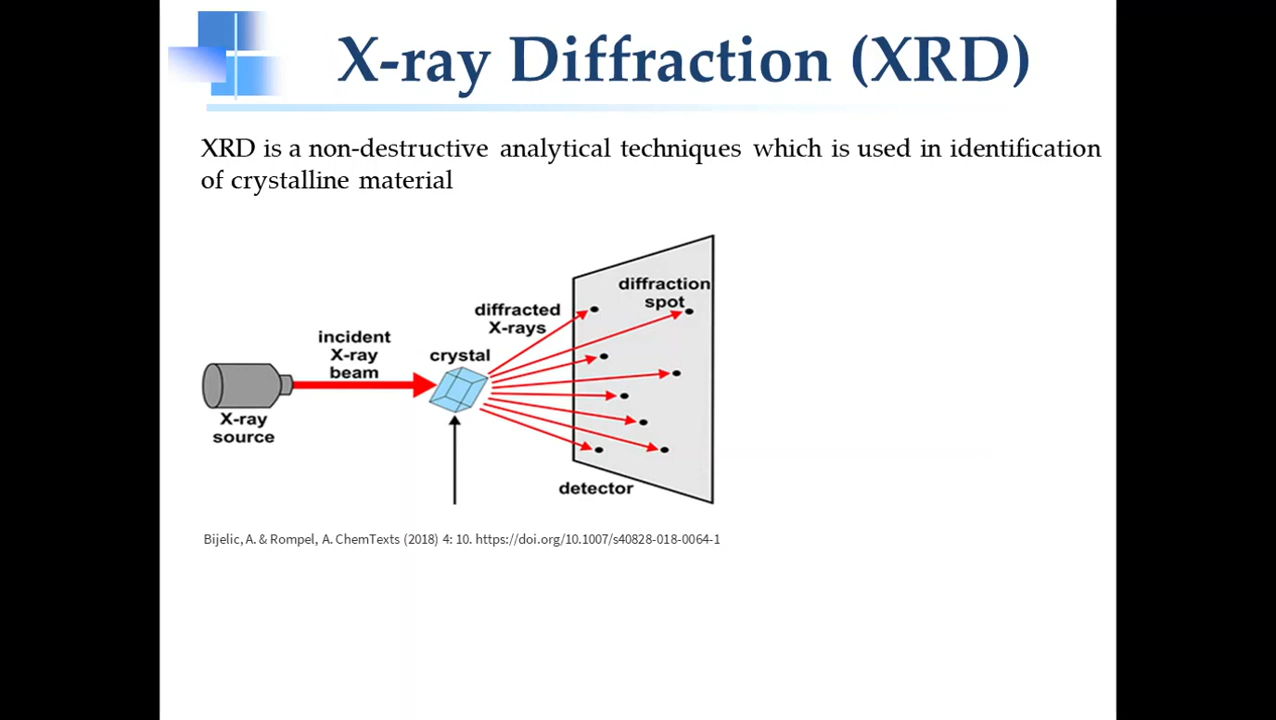 X-ray Diffraction (XRD)
XRD is a non-destructive analytical techniques which is used in identification
of crystalline material
diffraction
spot
diffracted
X-rays
incident
X-ray
beam
crystal
X-ray
source
detector
Bijelic, A. & Rompel, A. ChemTexts (2018) 4: 10. https://doi.org/10.1007/s40828-018-0064-1